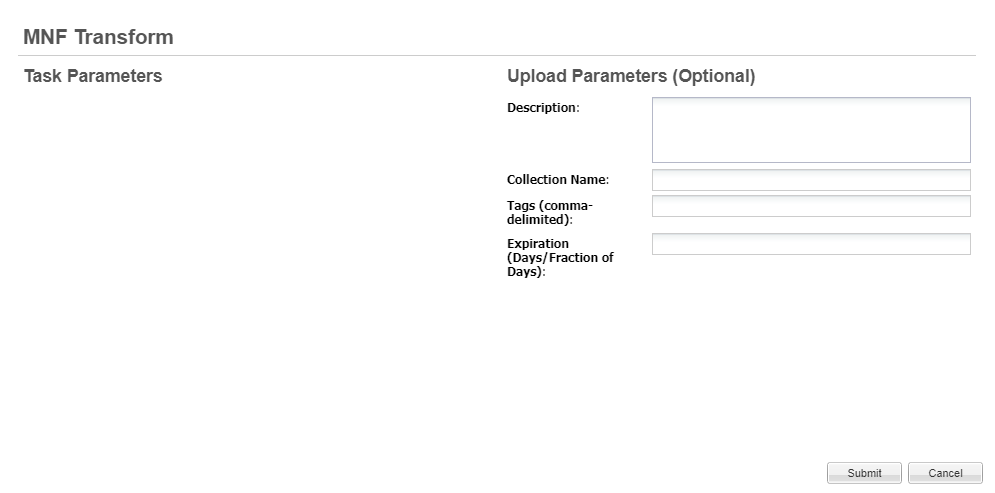 MNF Transform
Task Parameters
Upload Parameters (Optional)
Description:
Collection Name:
Tags (comma-
delimited):
Expiration
(Days/Fraction of
Days):
Submit
Cancel